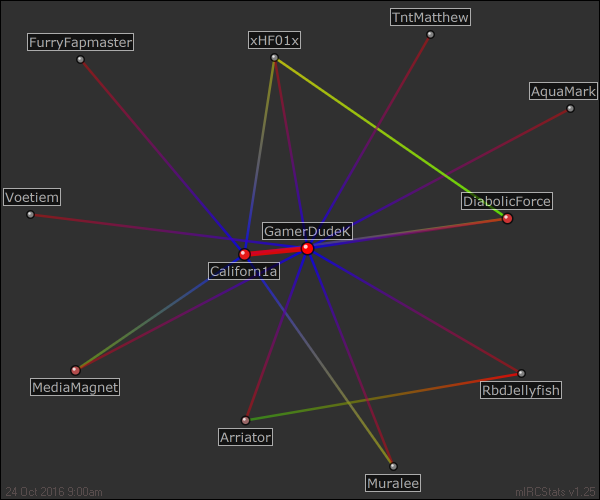 TntMatthew
xHF01x
FurryFapmaster
AquaMark
Voetiem
DiabolicForce
GamerDudeK
Californ1a
MediaMagnet
RbdJellyfish
Arriator
Muralee
24 Oct 2016 9:00am
mIRCStats v1.25